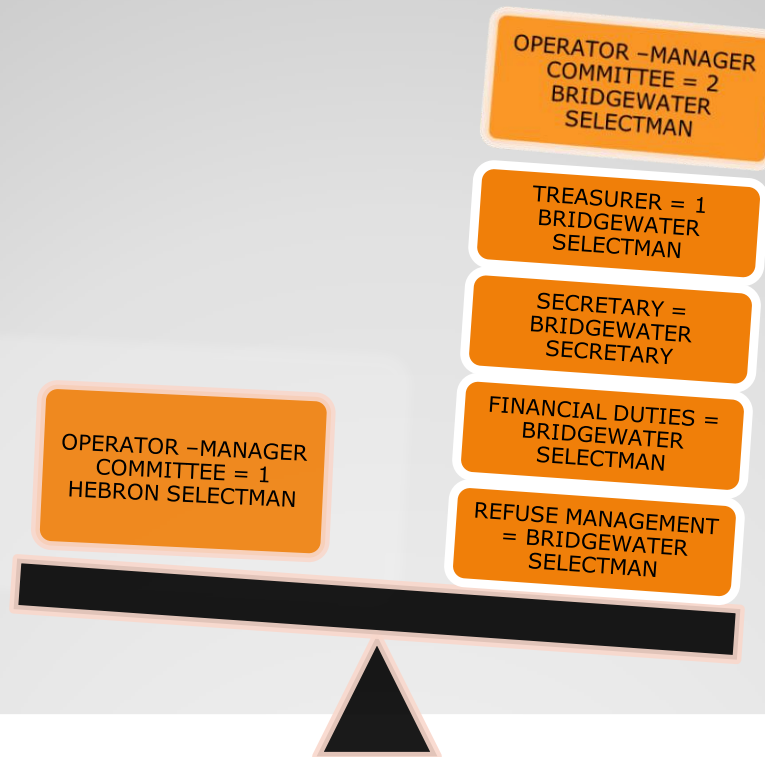 OPERATOR –MANAGER
COMMITTEE = 2
BRIDGEWATER
SELECTMAN
TREASURER = 1
BRIDGEWATER
SELECTMAN
SECRETARY =
BRIDGEWATER
SECRETARY
FINANCIAL DUTIES =
BRIDGEWATER
SELECTMAN
OPERATOR –MANAGER
COMMITTEE = 1
HEBRON SELECTMAN
REFUSE MANAGEMENT
= BRIDGEWATER
SELECTMAN